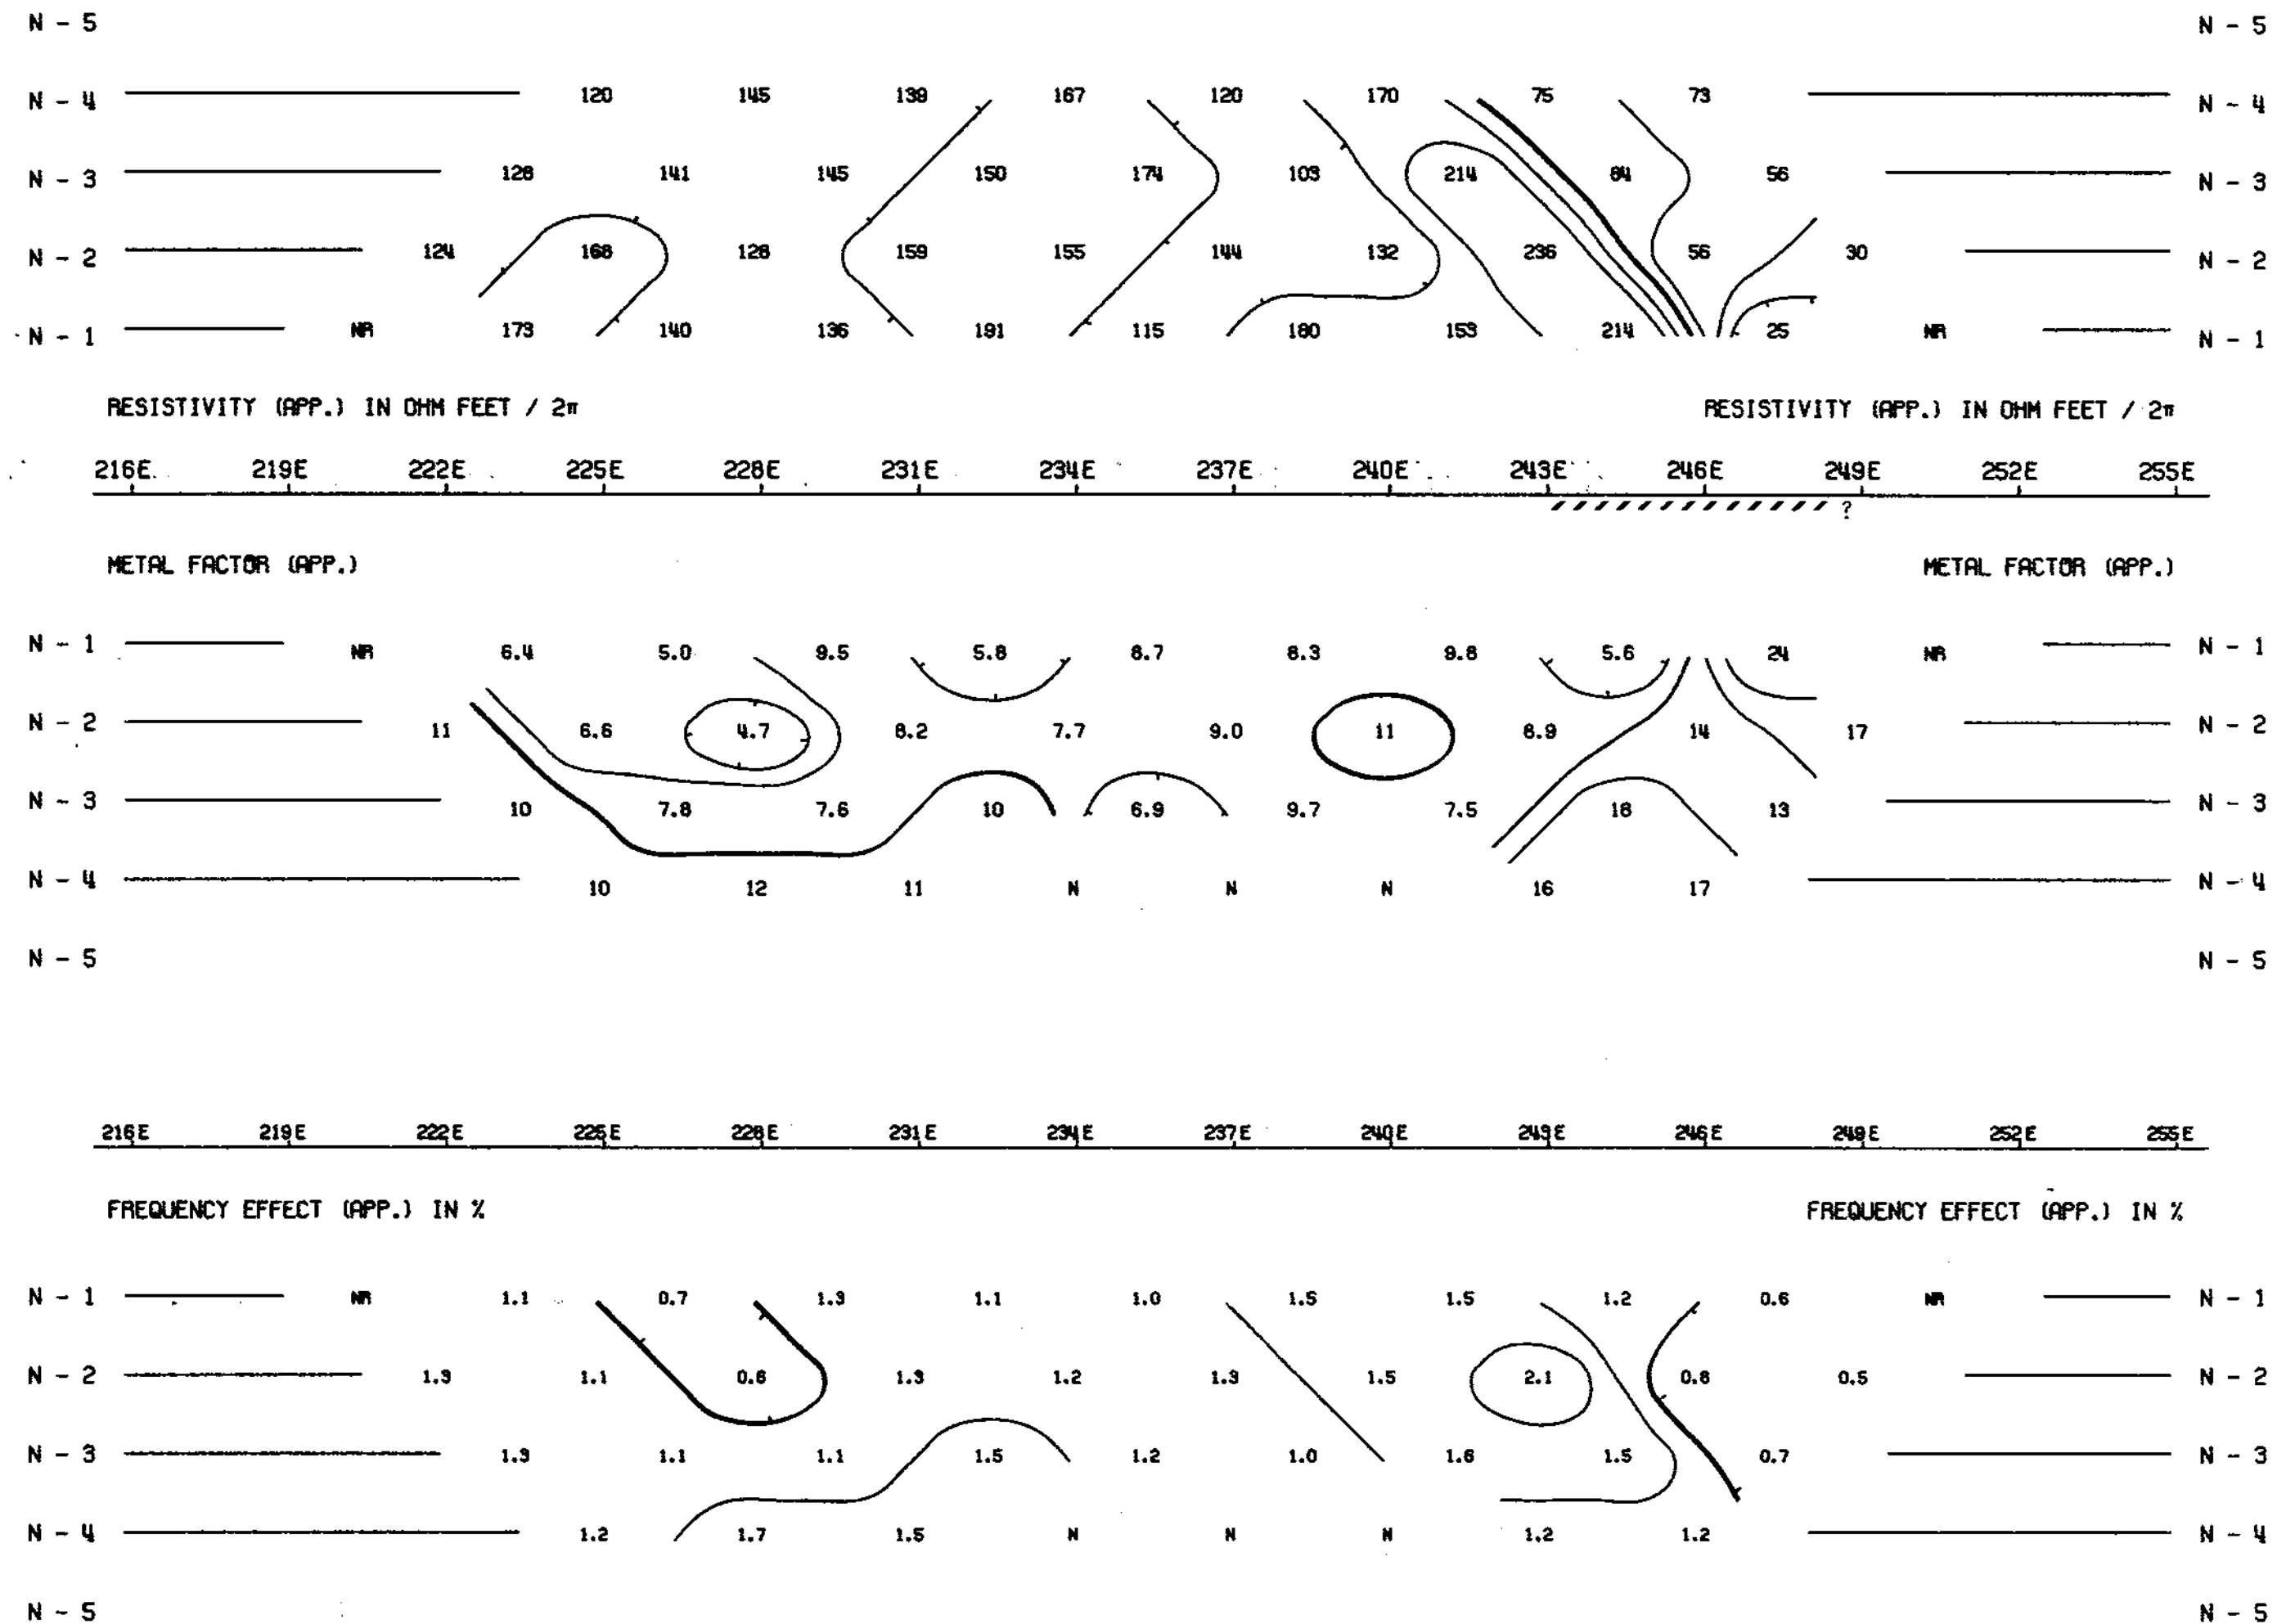 N - 5 N - 5
N - 4 120 145 139 167 120 170 75 73 N - 4
N - 3 128 141 145 150 174 103 214 84 56 N - 3
N - 2 124 168 128 159 155 144 132 236 56 30 N - 2
N - 1 NR 173 140 136 191 115 180 153 214 25 NR N - 1
RESISTIVITY (APP.) IN OHM FEET / 2π RESISTIVITY (APP.) IN OHM FEET / 2π
216E 219E 222E 225E 228E 231E 234E 237E 240E 243E 246E 249E 252E 255E
?
METAL FACTOR (APP.) METAL FACTOR (APP.)
N - 1 NR 6.4 5.0 9.5 5.8 8.7 8.3 9.8 5.6 24 NR N - 1
N - 2 11 6.6 4.7 8.2 7.7 9.0 11 8.9 14 17 N - 2
N - 3 10 7.8 7.6 10 6.9 9.7 7.5 18 13 N - 3
N - 4 10 12 11 N N N 16 17 N - 4
N - 5 N - 5
216E 219E 222E 225E 228E 231E 234E 237E 240E 243E 246E 249E 252E 255E
FREQUENCY EFFECT (APP.) IN % FREQUENCY EFFECT (APP.) IN %
N - 1 NR 1.1 0.7 1.3 1.1 1.0 1.5 1.5 1.2 0.6 NR N - 1
N - 2 1.3 1.1 0.6 1.3 1.2 1.3 1.5 2.1 0.8 0.5 N - 2
N - 3 1.3 1.1 1.1 1.5 1.2 1.0 1.6 1.5 0.7 N - 3
N - 4 1.2 1.7 1.5 N N N 1.2 1.2 N - 4
N - 5 N - 5